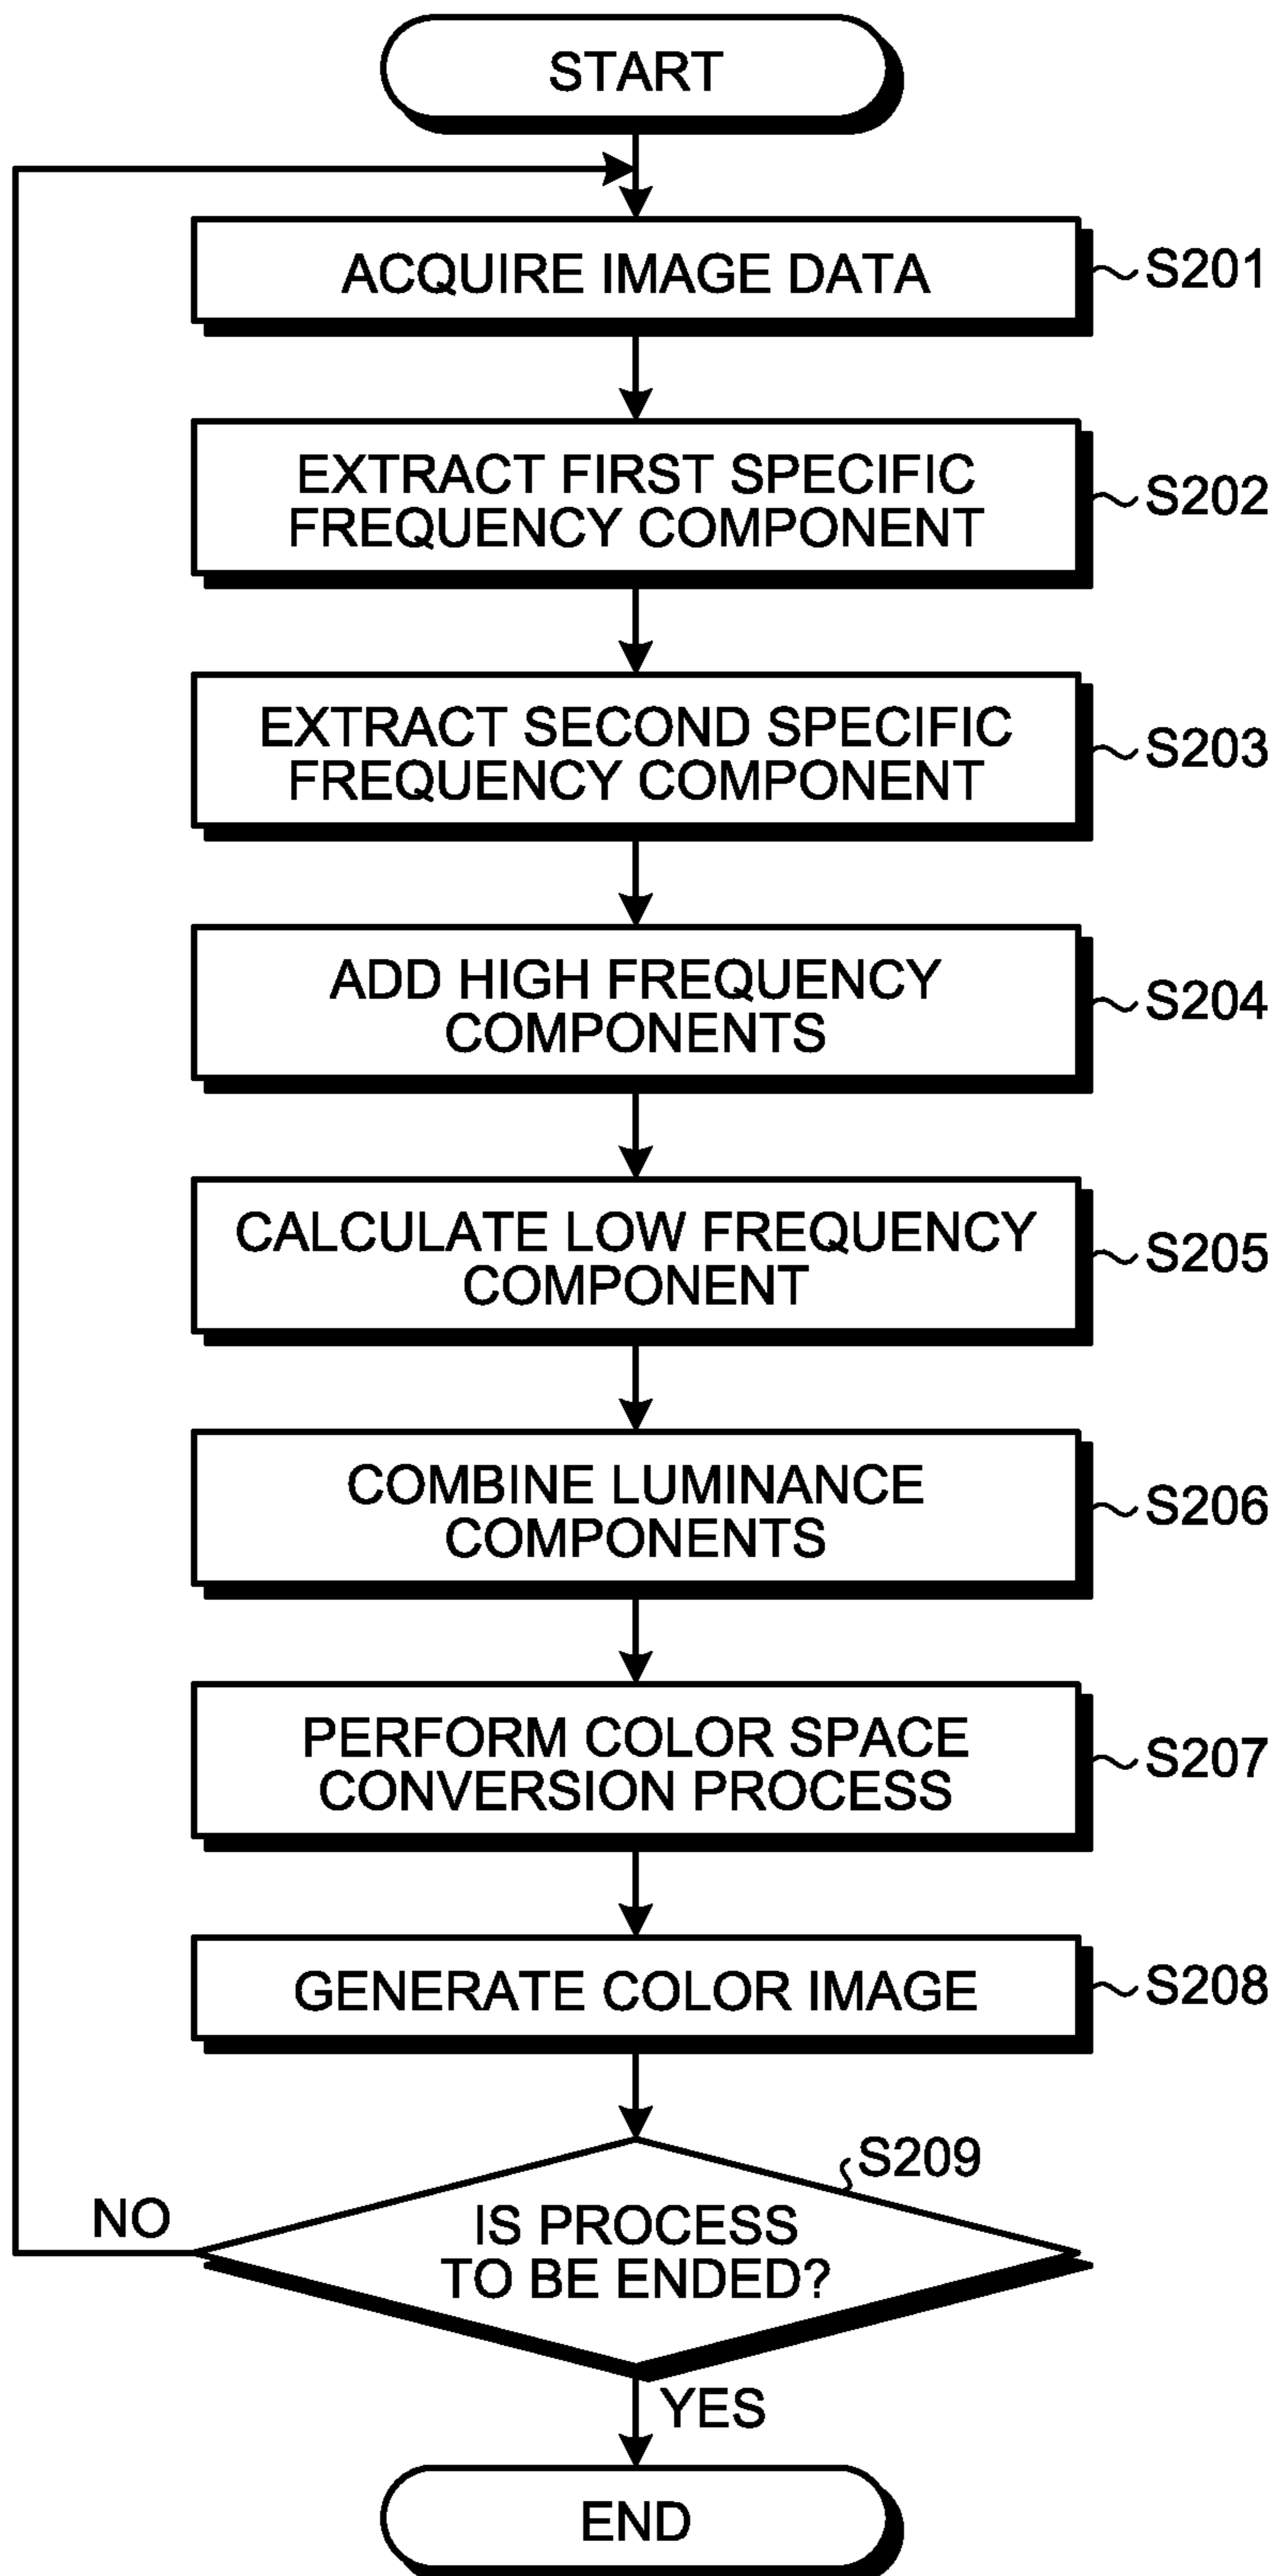 START
ACQUIRE IMAGE DATA
S201
EXTRACT FIRST SPECIFIC
FREQUENCY COMPONENT
S202
EXTRACT SECOND SPECIFIC
FREQUENCY COMPONENT
S203
ADD HIGH FREQUENCY
COMPONENTS
S204
CALCULATE LOW FREQUENCY
COMPONENT
S205
COMBINE LUMINANCE
COMPONENTS
S206
PERFORM COLOR SPACE
CONVERSION PROCESS
S207
GENERATE COLOR IMAGE
S208
S209
NO
IS PROCESS
TO BE ENDED?
YES
END